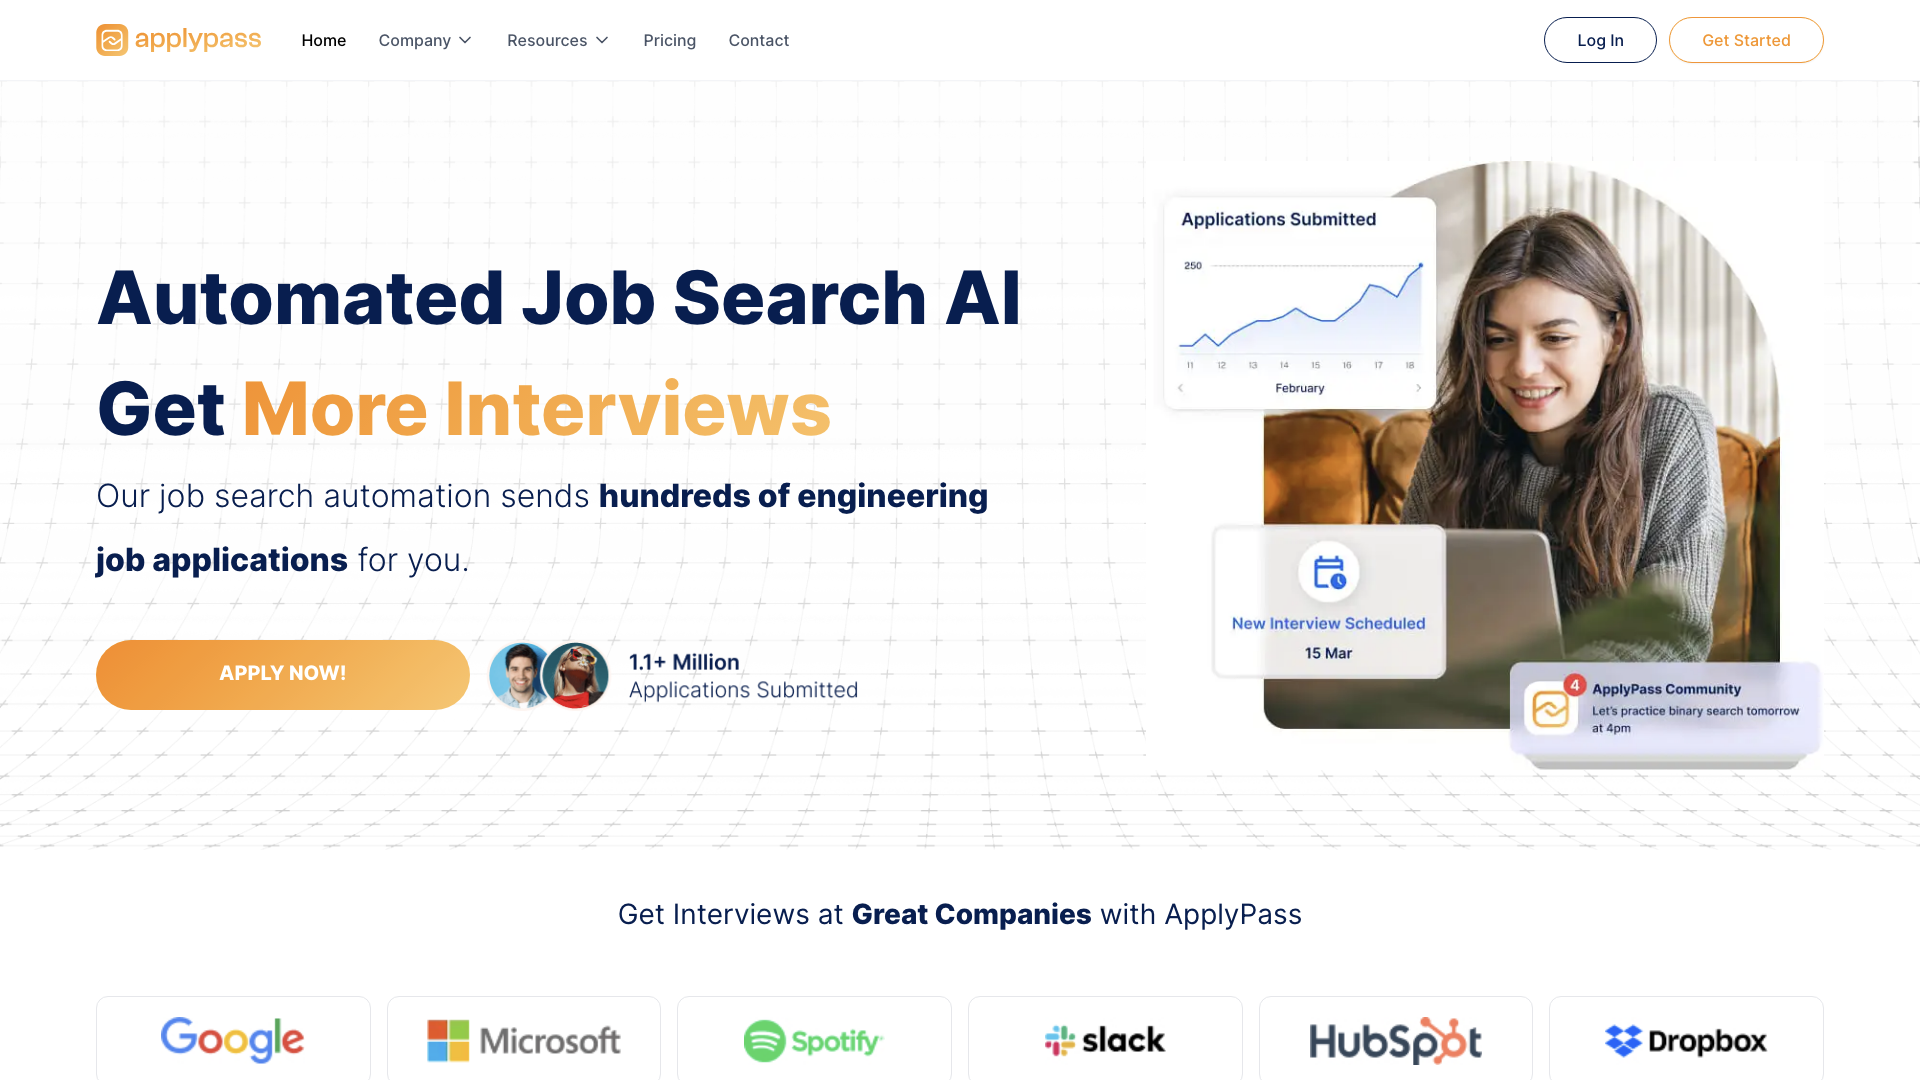 applypass
Home
Company
Resources
Pricing
Contact
Log In
Get Started
Automated Job Search AI
Get More Interviews
Our job search automation sends hundreds of engineering
job applications for you.
APPLY NOW!
1.1+ Million
Applications Submitted
Applications Submitted
250
11 12 13 14 15 16 17 18
February
New Interview Scheduled
15 Mar
4
ApplyPass Community
Let's practice binary search tomorrow
at 4pm
Get Interviews at Great Companies with ApplyPass
Google
Microsoft
Spotify
slack
HubSpot
Dropbox